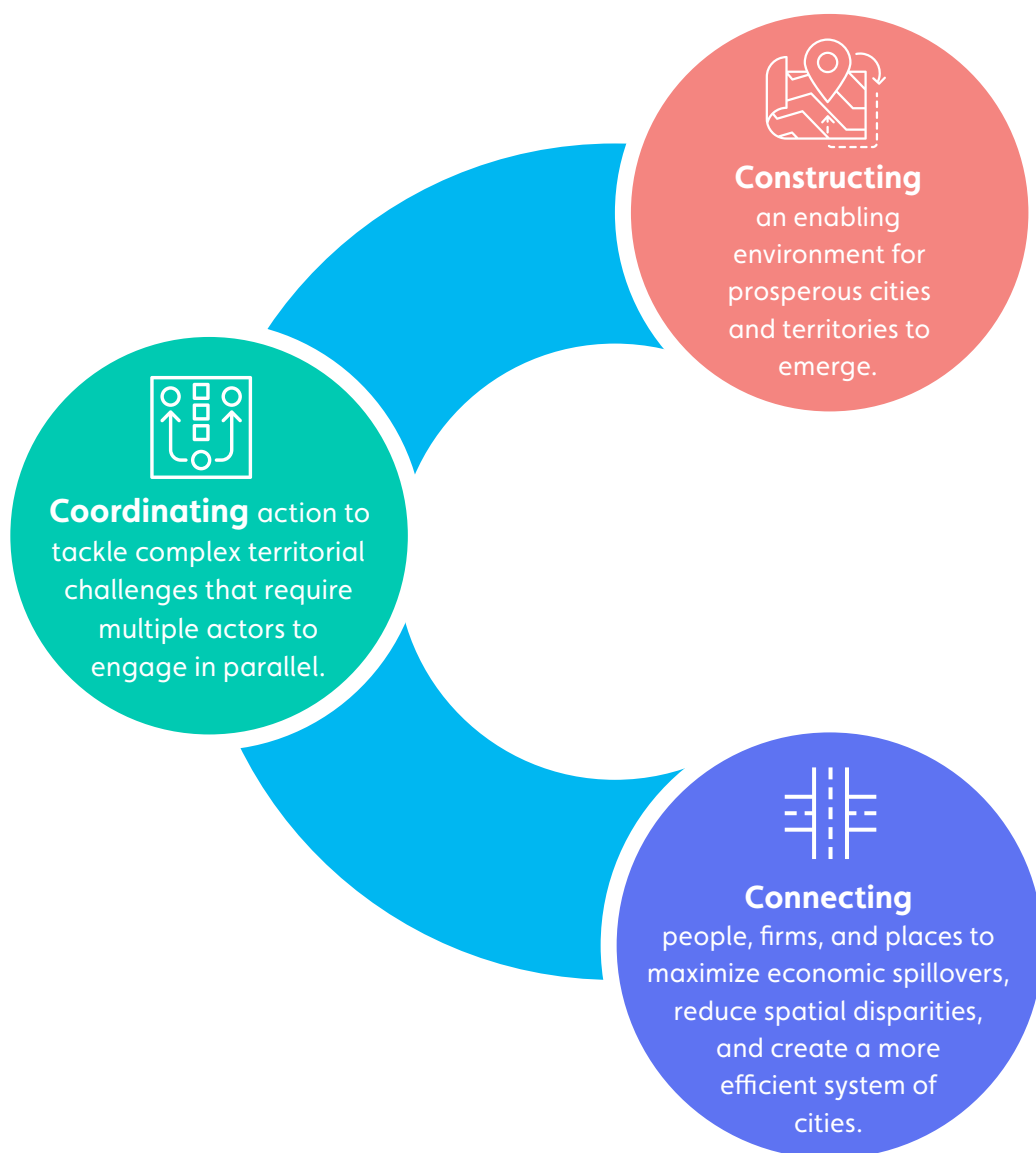 Constructing
an enabling
environment for
prosperous cities
and territories to
emerge.
Coordinating action to
tackle complex territorial
challenges that require
multiple actors to
engage in parallel.
Connecting
people, firms, and places to
maximize economic spillovers,
reduce spatial disparities,
and create a more
efficient system of
cities.